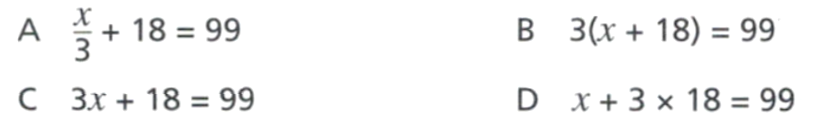 A x/3 + 18 = 99
B 3(x + 18) = 99
C 3x + 18 = 99
D x + 3 × 18 = 99